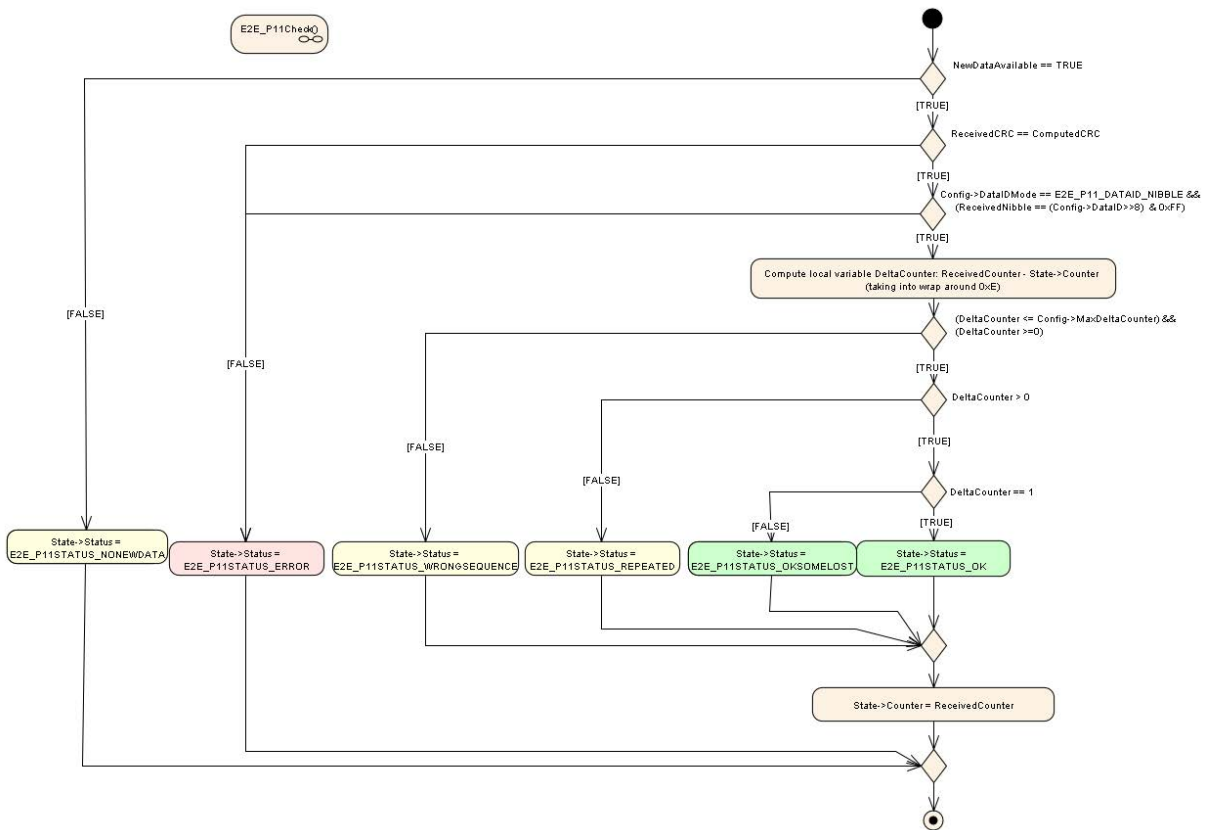 E2E_P11Check()
NewDataAvailable == TRUE
[TRUE]
ReceivedCRC == ComputedCRC
[TRUE]
Config->DataIDMode == E2E_P11_DATAID_NIBBLE &&
(ReceivedNibble == (Config->DataID>>8) & 0xFF)
[TRUE]
Compute local variable DeltaCounter: ReceivedCounter - State->Counter
(taking into wrap around 0xE)
[FALSE]
(DeltaCounter <= Config->MaxDeltaCounter) &&
(DeltaCounter >=0)
[FALSE]
[TRUE]
DeltaCounter > 0
[FALSE]
[TRUE]
[FALSE]
DeltaCounter == 1
[FALSE]
[TRUE]
State->Status =
E2E_P11STATUS_NONEWDATA
State->Status =
E2E_P11STATUS_ERROR
State->Status =
E2E_P11STATUS_WRONGSEQUENCE
State->Status =
E2E_P11STATUS_REPEATED
State->Status =
E2E_P11STATUS_OKSOMELOST
State->Status =
E2E_P11STATUS_OK
State->Counter = ReceivedCounter